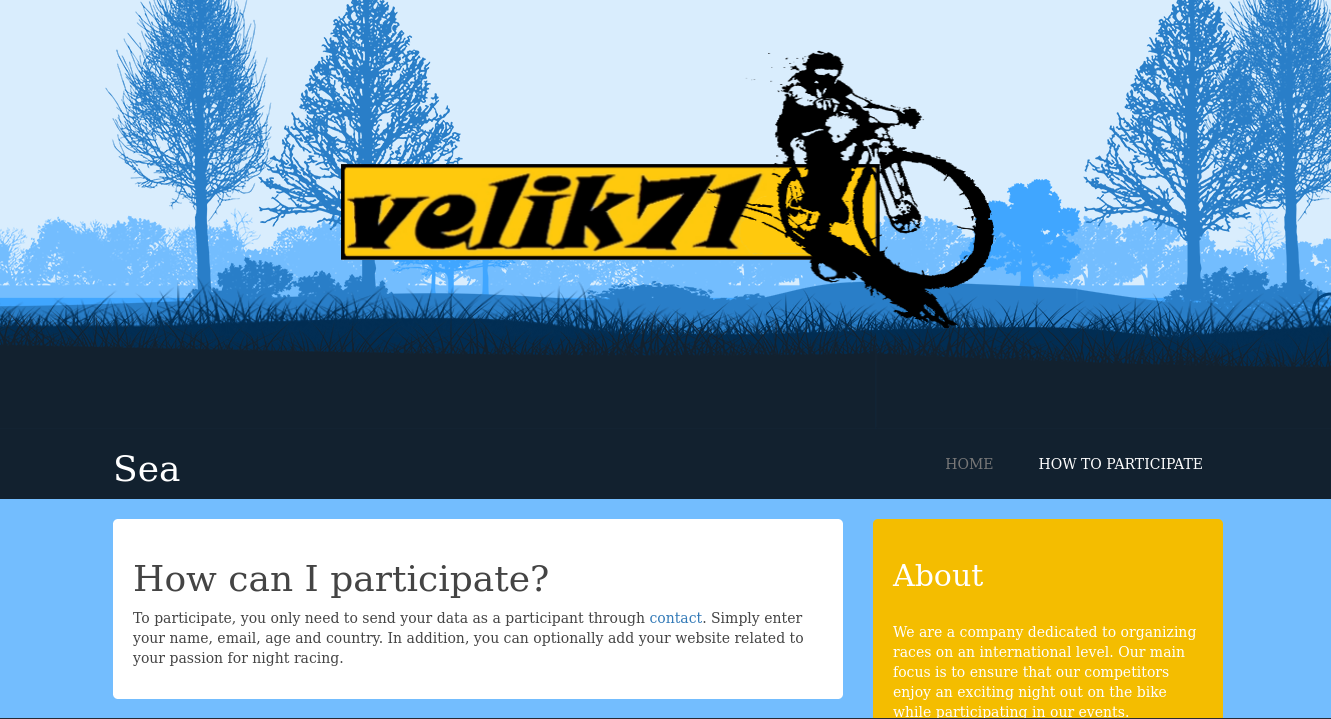 velik71
Sea
HOME
HOW TO PARTICIPATE
How can I participate?
To participate, you only need to send your data as a participant through contact. Simply enter
your name, email, age and country. In addition, you can optionally add your website related to
your passion for night racing.
About
We are a company dedicated to organizing
races on an international level. Our main
focus is to ensure that our competitors
enjoy an exciting night out on the bike
while participating in our events.